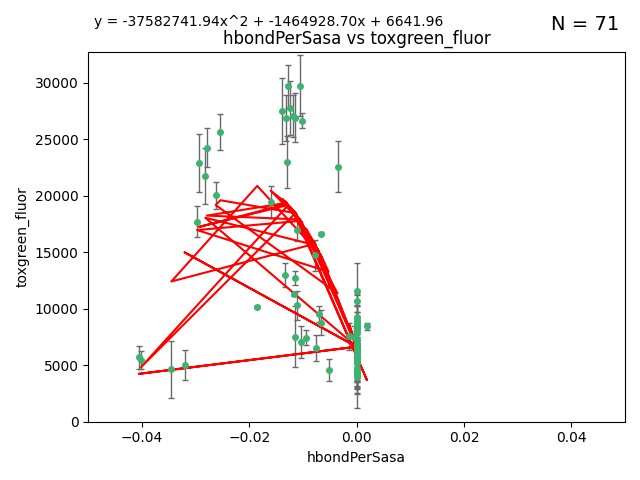 y = -37582741.94x^2 + -1464928.70x + 6641.96
N = 71
hbondPerSasa vs toxgreen_fluor
30000
25000
20000
15000
10000
5000
0
toxgreen_fluor
−0.04
−0.02
0.00
0.02
0.04
hbondPerSasa